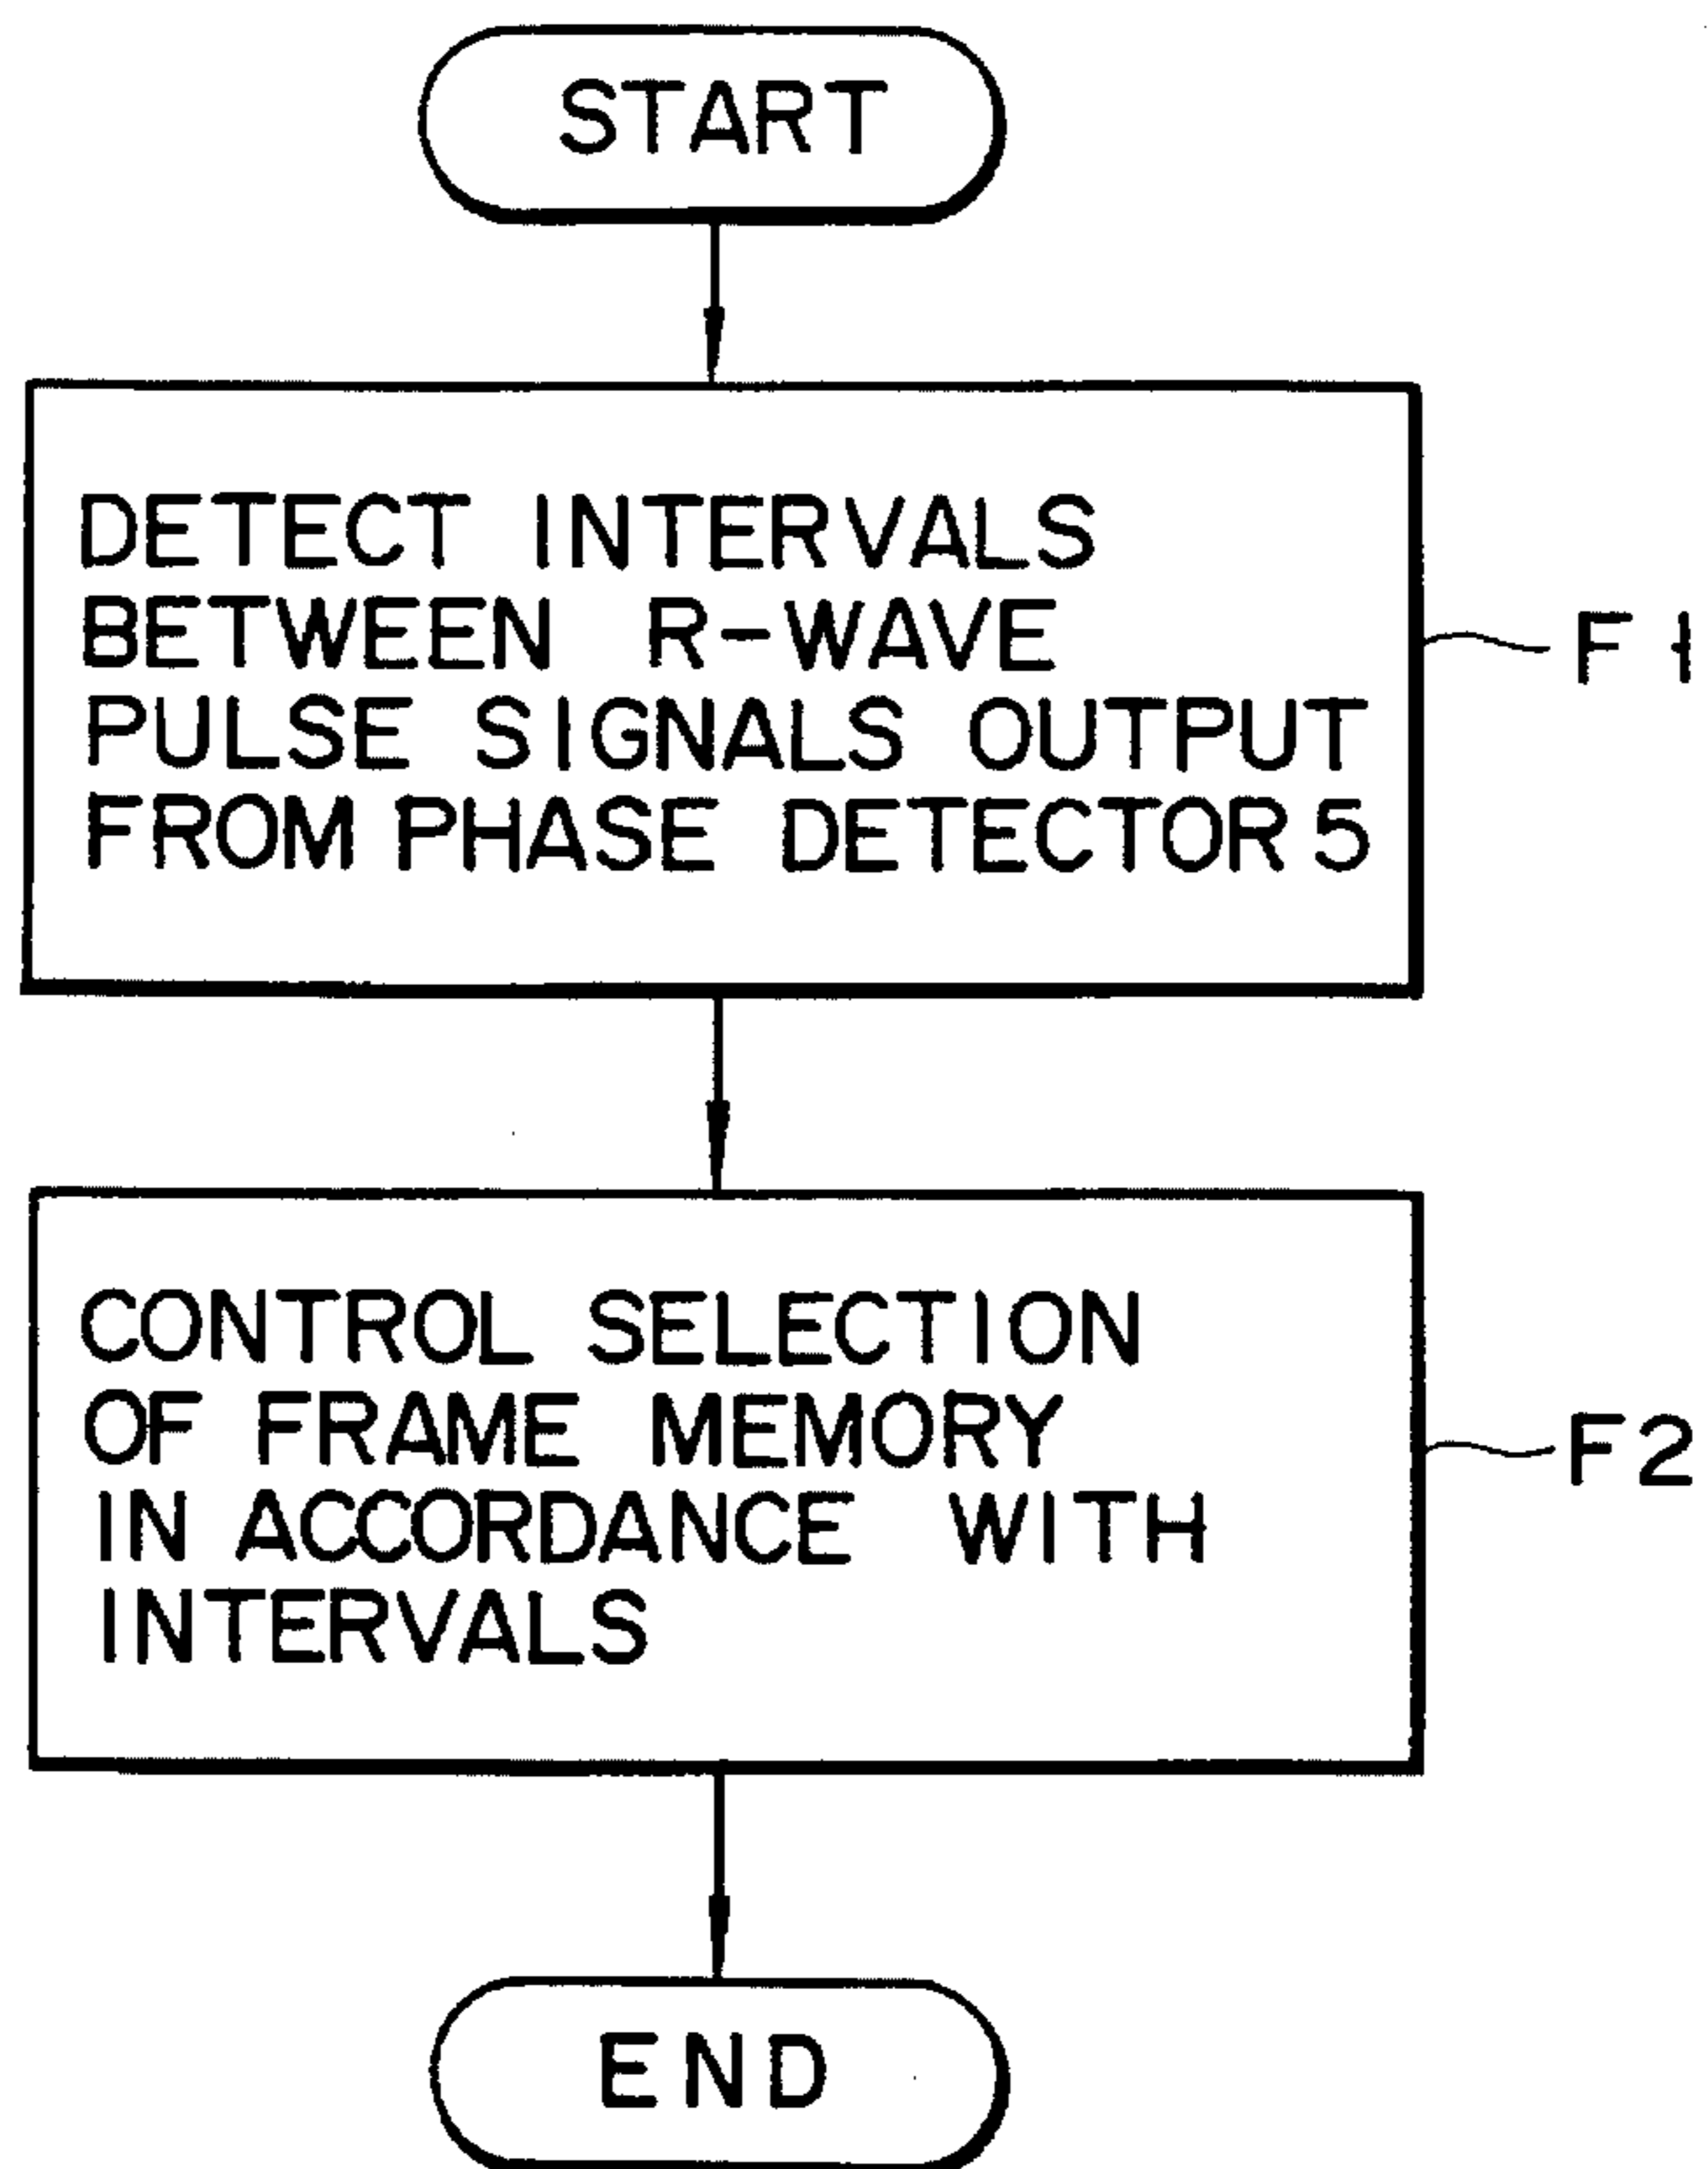 START
DETECT INTERVALS
BETWEEN R-WAVE
PULSE SIGNALS OUTPUT
FROM PHASE DETECTOR 5
F1
CONTROL SELECTION
OF FRAME MEMORY
IN ACCORDANCE WITH
INTERVALS
F2
END